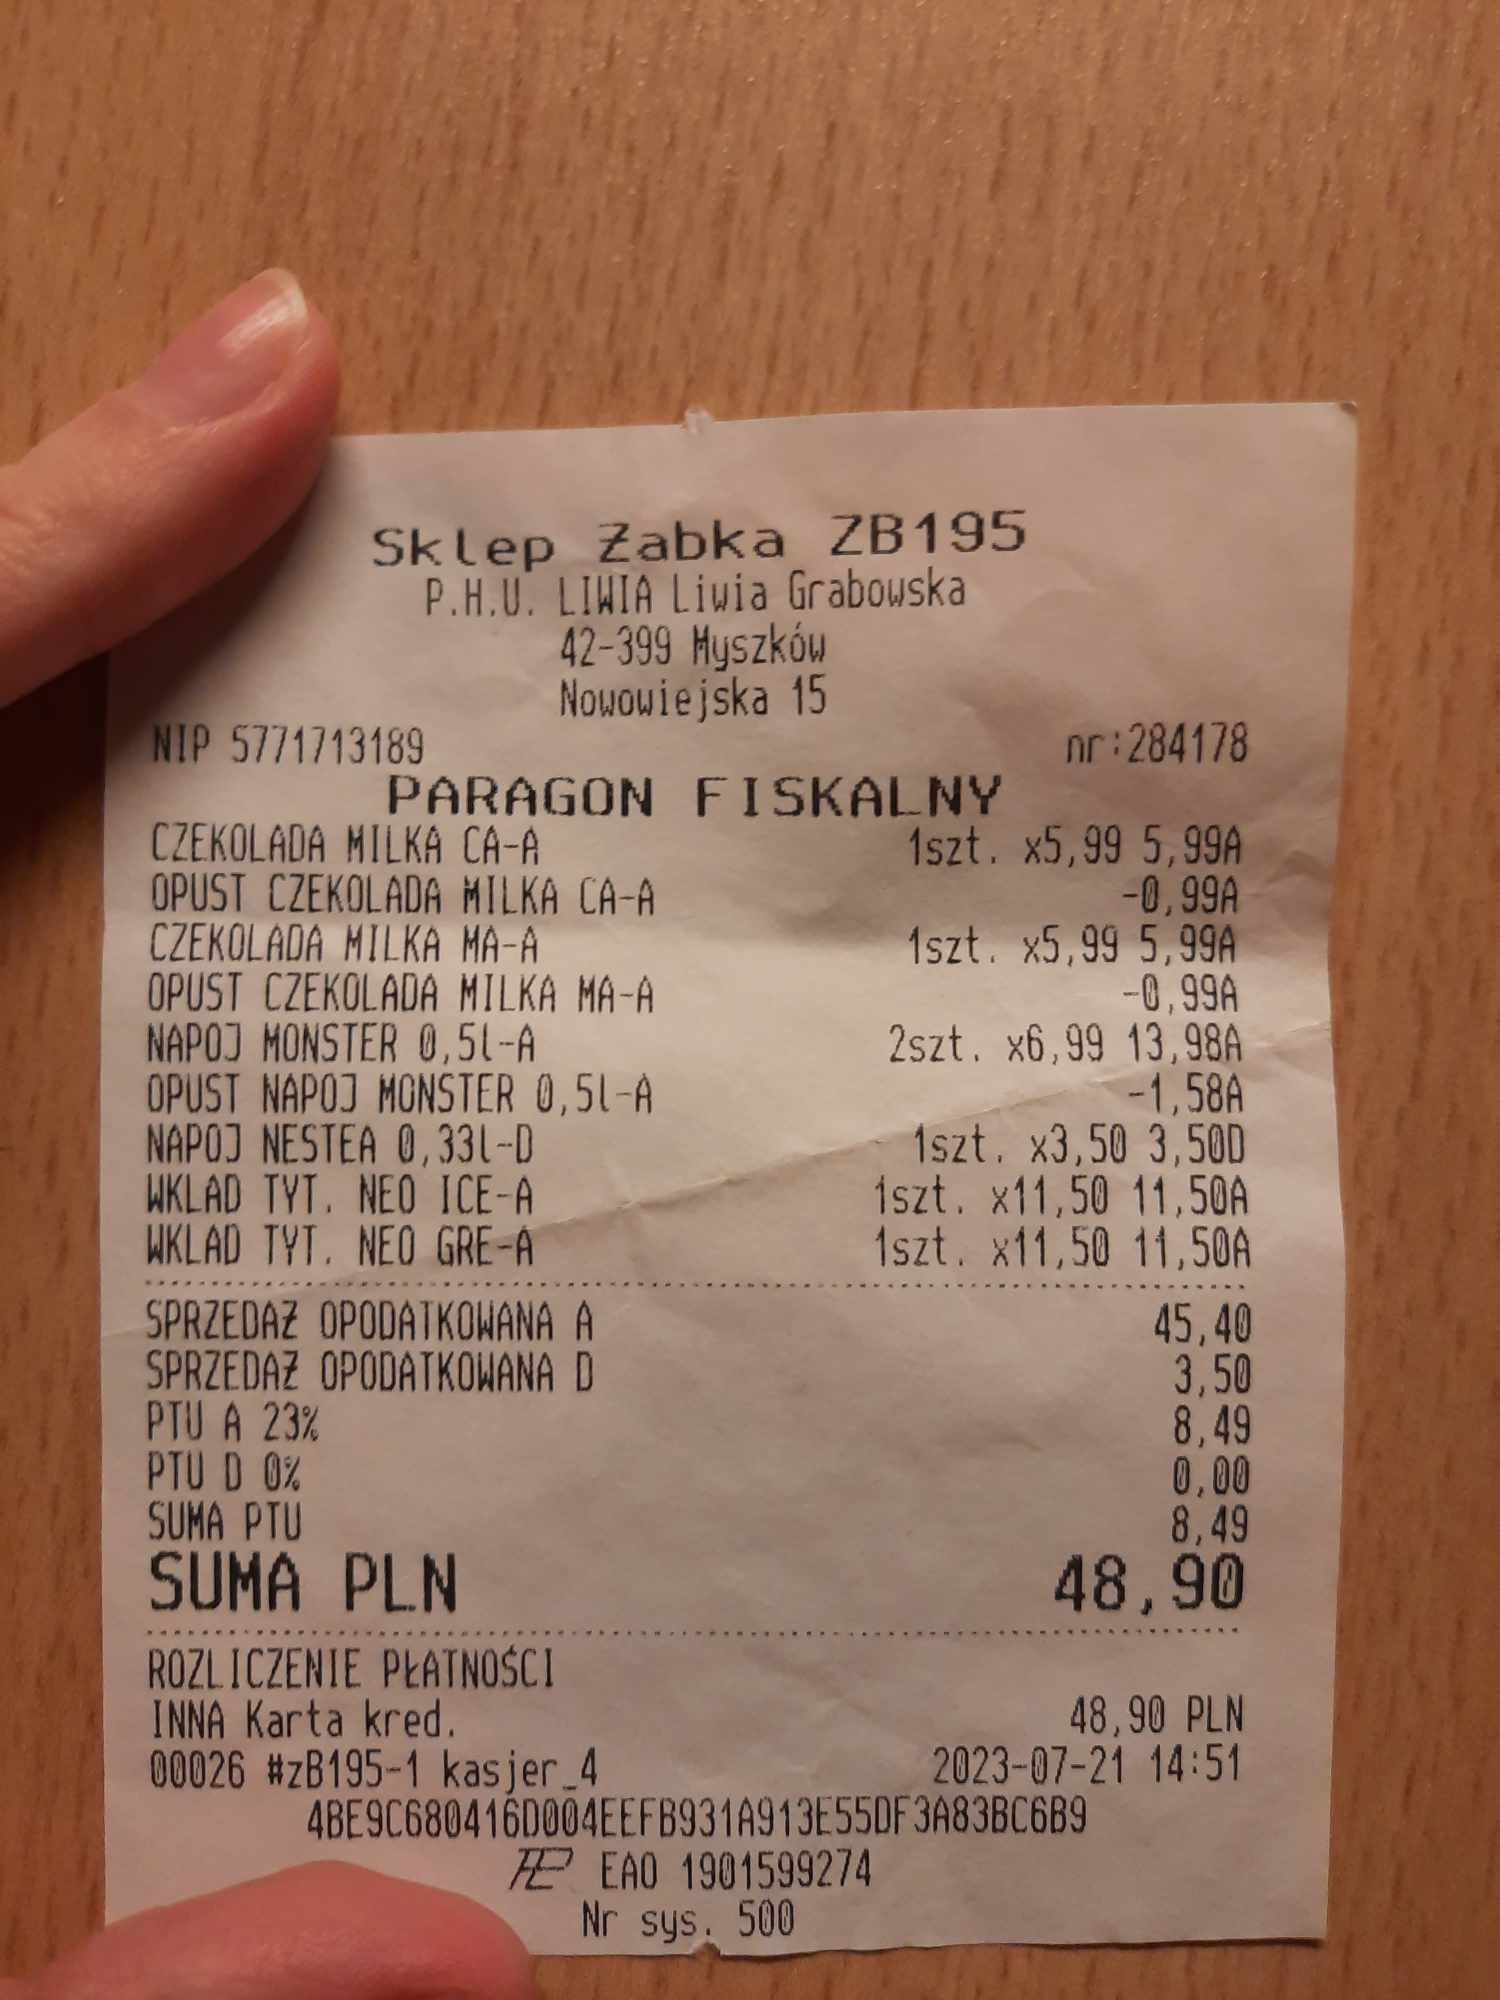 Sklep Żabka ZB195
P.H.U. LIWIA Liwia Grabowska
42-399 Myszków
Nowowiejska 15
NIP 5771713189 nr:284178
PARAGON FISKALNY
CZEKOLADA MILKA CA-A 1szt. x5,99 5,99A
OPUST CZEKOLADA MILKA CA-A -0,99A
CZEKOLADA MILKA MA-A 1szt. x5,99 5,99A
OPUST CZEKOLADA MILKA MA-A -0,99A
NAPOJ MONSTER 0,5l-A 2szt. x6,99 13,98A
OPUST NAPOJ MONSTER 0,5l-A -1,58A
NAPOJ NESTEA 0,33l-D 1szt. x3,50 3,50D
WKLAD TYT. NEO ICE-A 1szt. x11,50 11,50A
WKLAD TYT. NEO GRE-A 1szt. x11,50 11,50A
SPRZEDAŻ OPODATKOWANA A 45,40
SPRZEDAŻ OPODATKOWANA D 3,50
PTU A 23% 8,49
PTU D 0% 0,00
SUMA PTU 8,49
SUMA PLN 48,90
ROZLICZENIE PŁATNOŚCI
INNA Karta kred. 48,90 PLN
00026 #zB195-1 kasjer_4 2023-07-21 14:51
4BE9C680416D004EEFB931A913E55DF3A83BC6B9
EAO 1901599274
Nr sys. 500